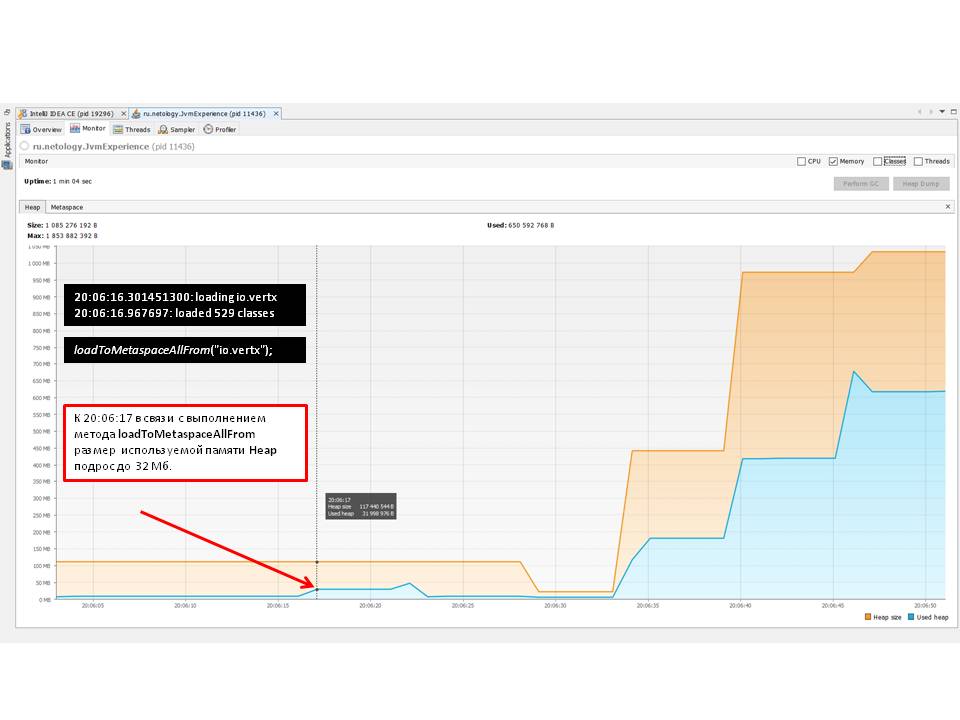 IntelliJ IDEA CE (pid 19296)
ru.netology.JvmExperience (pid 11436)
Applications
Overview
Monitor
Threads
Sampler
Profiler
ru.netology.JvmExperience (pid 11436)
Monitor
CPU
Memory
Classes
Threads
Uptime: 1 min 04 sec
Perform GC
Heap Dump
Heap
Metaspace
Size: 1 085 276 192 B
Used: 650 592 768 B
Max: 1 853 882 392 B
1 050 MB
1 000 MB
950 MB
900 MB
850 MB
800 MB
750 MB
700 MB
650 MB
600 MB
550 MB
500 MB
450 MB
400 MB
350 MB
300 MB
250 MB
200 MB
150 MB
100 MB
50 MB
0 MB
20:06:16.301451300: loading io.vertx
20:06:16.967697: loaded 529 classes
loadToMetaspaceAllFrom("io.vertx");
К 20:06:17 в связи с выполнением
метода loadToMetaspaceAllFrom
размер используемой памяти Heap
подрос до 32 Мб.
20:06:17
Heap size 117 440 544 B
Used heap 31 998 976 B
20:06:05
20:06:10
20:06:15
20:06:20
20:06:25
20:06:30
20:06:35
20:06:40
20:06:45
20:06:50
Heap size
Used heap